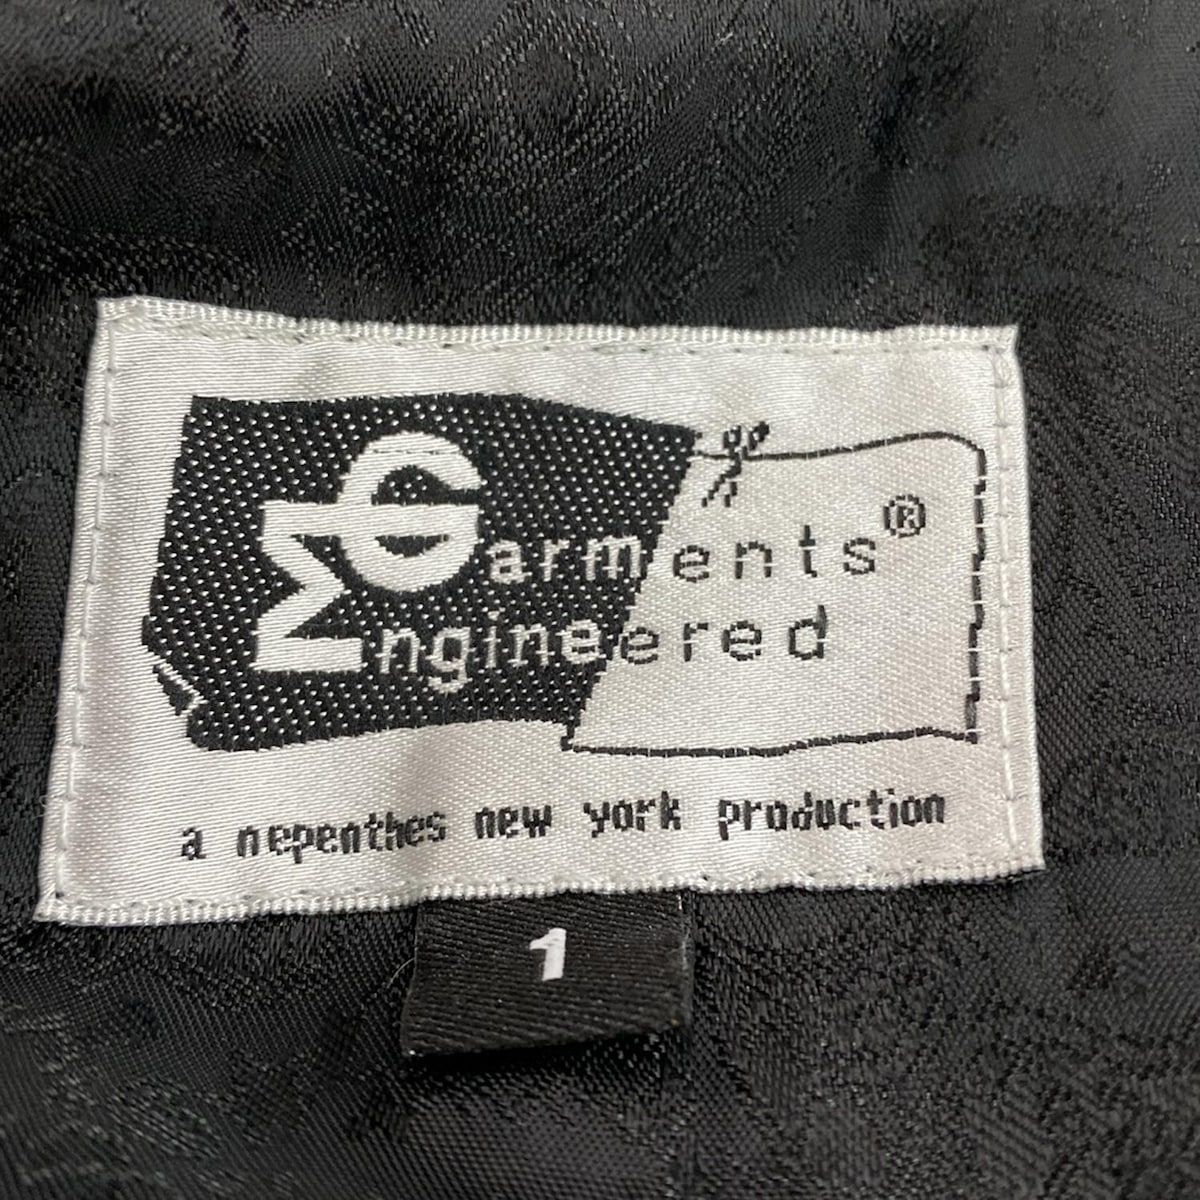 Garments®
Engineered
a nepenthes new york production
1